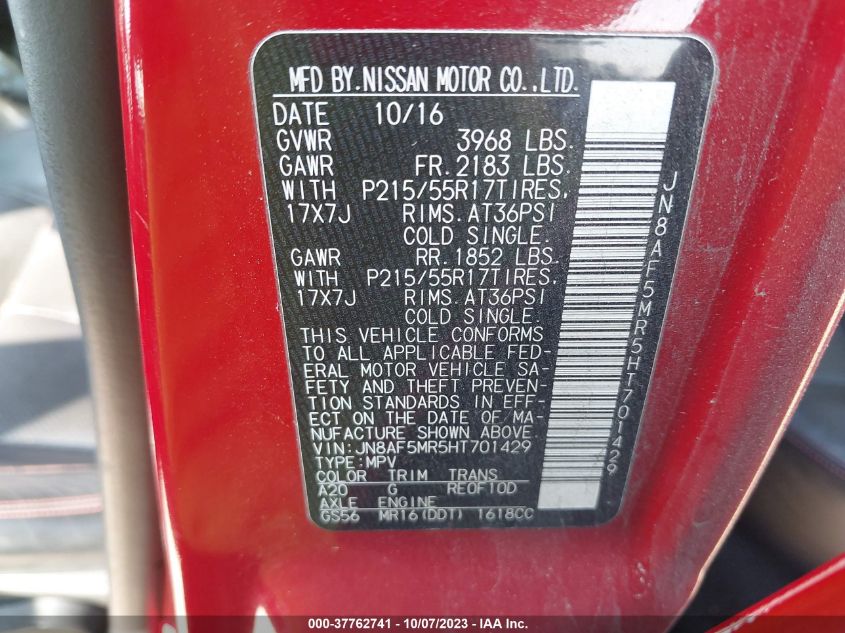 MFD BY.NISSAN MOTOR CO.,LTD.
DATE 10/16
GVWR 3968 LBS.
GAWR FR.2183 LBS.
WITH P215/55R17TIRES,
17X7J RIMS.AT36PSI
COLD SINGLE.
GAWR RR.1852 LBS.
WITH P215/55R17TIRES,
17X7J RIMS.AT36PSI
COLD SINGLE.
THIS VEHICLE CONFORMS
TO ALL APPLICABLE FED-
ERAL MOTOR VEHICLE SA-
FETY AND THEFT PREVEN-
TION STANDARDS IN EFF-
ECT ON THE DATE OF/MA-
NUFACTURE SHOWN ABOVE.
VIN:JN8AF5MR5HT701429
TYPE:MPV
COLOR TRIM TRANS
A20 G RE0F10D
AXLE ENGINE
GS56 MR16(DDT) 1618CC
JN8AF5MR5HT701429
000-37762741 - 10/07/2023 - IAA Inc.